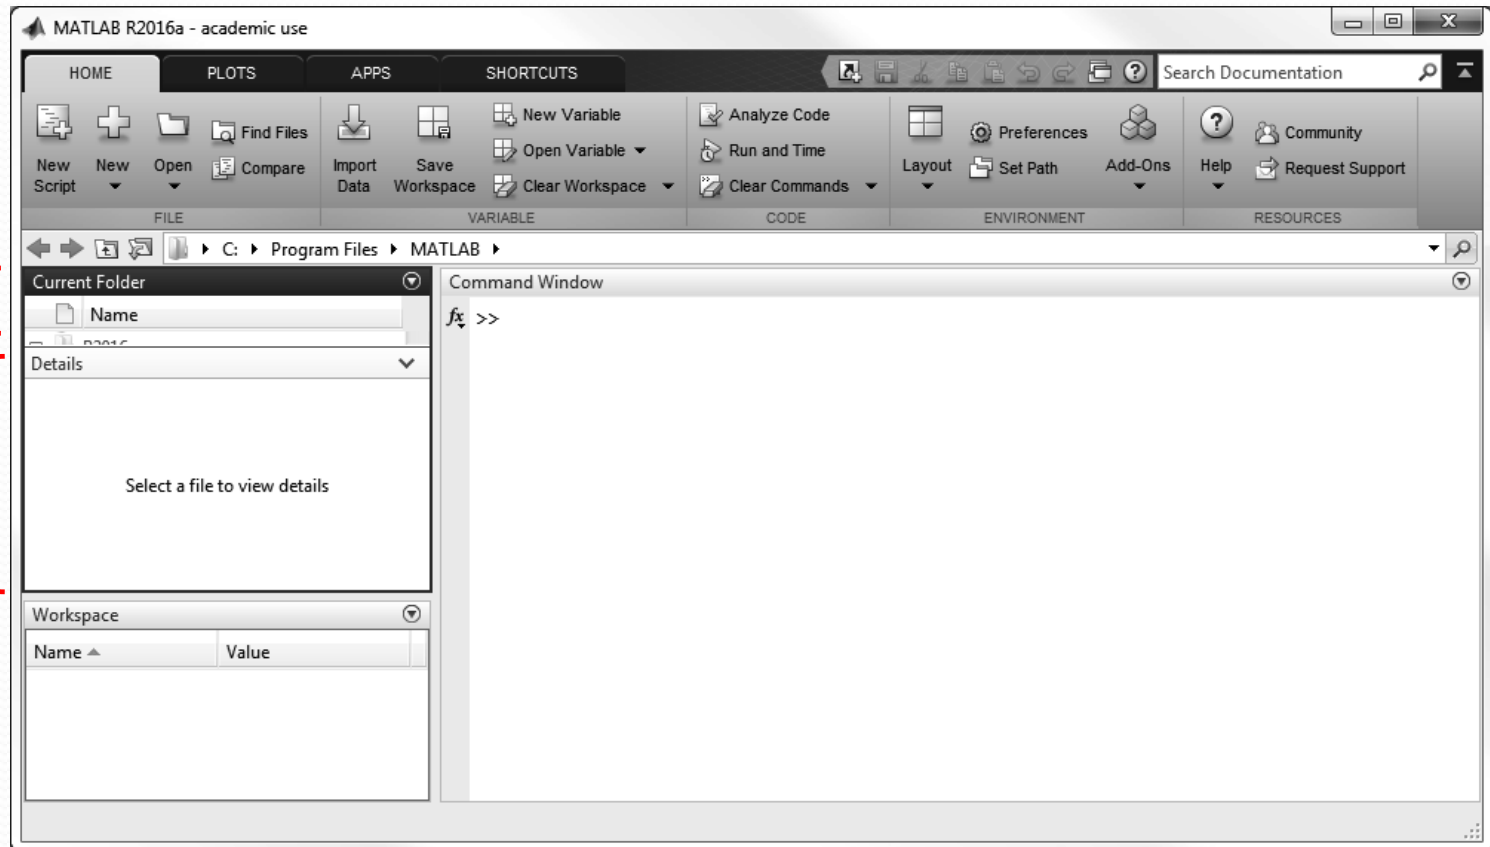 MATLAB R2016a - academic use
HOME PLOTS APPS SHORTCUTS Search Documentation
New Script
New
Open
Find Files
Compare
FILE
Import Data
Save Workspace
New Variable
Open Variable
Clear Workspace
VARIABLE
Analyze Code
Run and Time
Clear Commands
CODE
Layout
Preferences
Set Path
Add-Ons
ENVIRONMENT
Help
Community
Request Support
RESOURCES
C: Program Files MATLAB
Current Folder
Name
Details
Select a file to view details
Workspace
Name Value
Command Window
fx >>